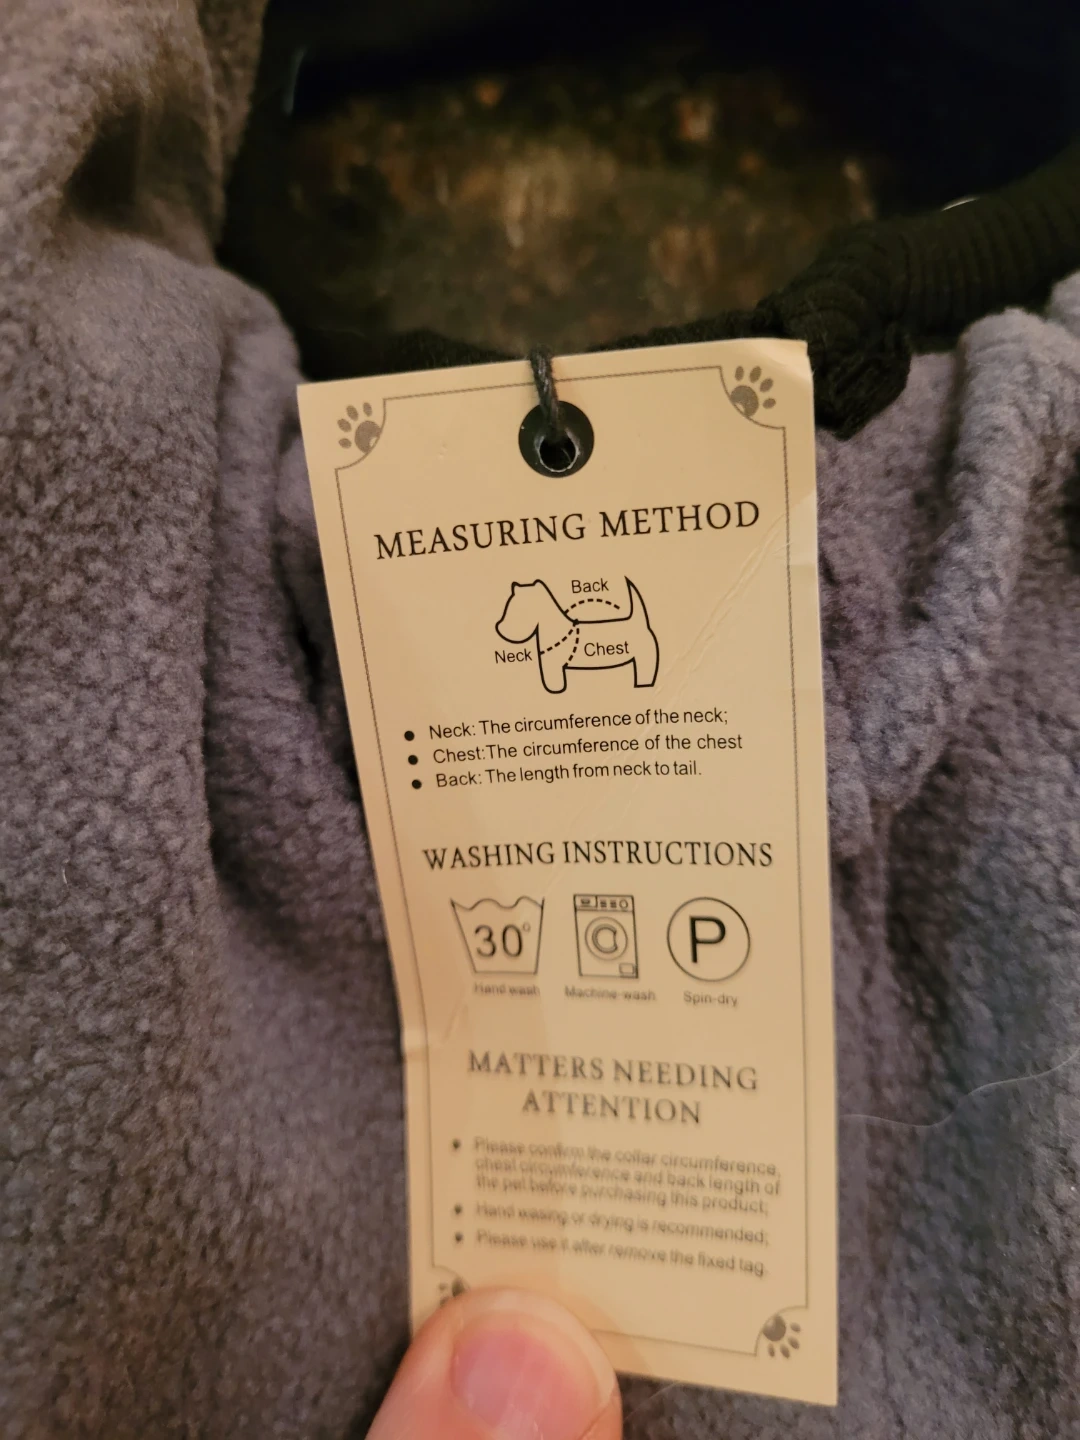 MEASURING METHOD
Back
Neck
Chest
Neck: The circumference of the neck;
Chest:The circumference of the chest
Back: The length from neck to tail.
WASHING INSTRUCTIONS
30°
P
Hand wash
Machine-wash
Spin-dry
MATTERS NEEDING
ATTENTION
Please confirm the collar circumference,
chest circumference and back length of
the pet before purchasing this product;
Hand wasing or drying is recommended;
Please use it after remove the fixed tag.